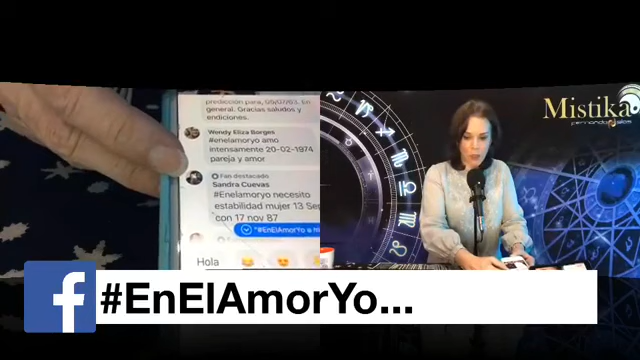 predicción para, 05/07/83. en
general. Gracias saludos y
endiciones.
Wendy Eliza Borges
#enelamoryo amo
intensamente 20-02-1974
pareja y amor
Fan destacado
Sandra Cuevas
#Enelamoryo necesito
estabilidad mujer 13 Sep
con 17 nov 87
"#EnElAmorYo a
Hola
Mistika
#EnElAmorYo...